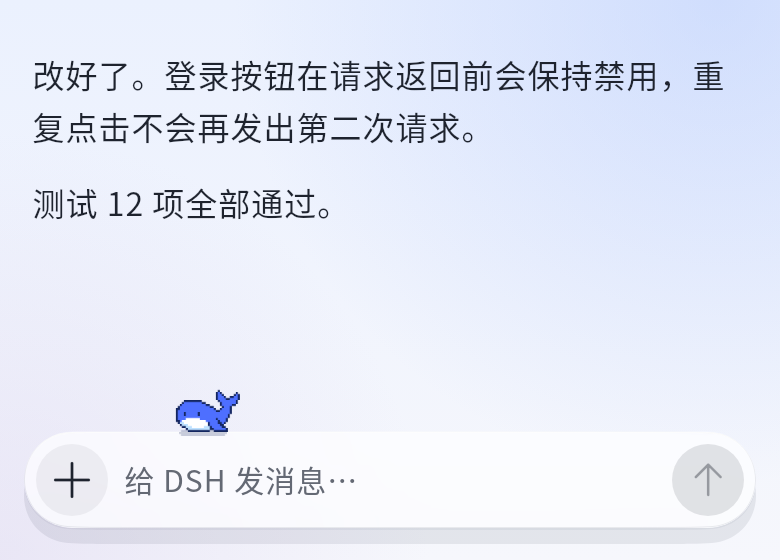 改好了。登录按钮在请求返回前会保持禁用，重
复点击不会再发出第二次请求。
测试 12 项全部通过。
给 DSH 发消息…